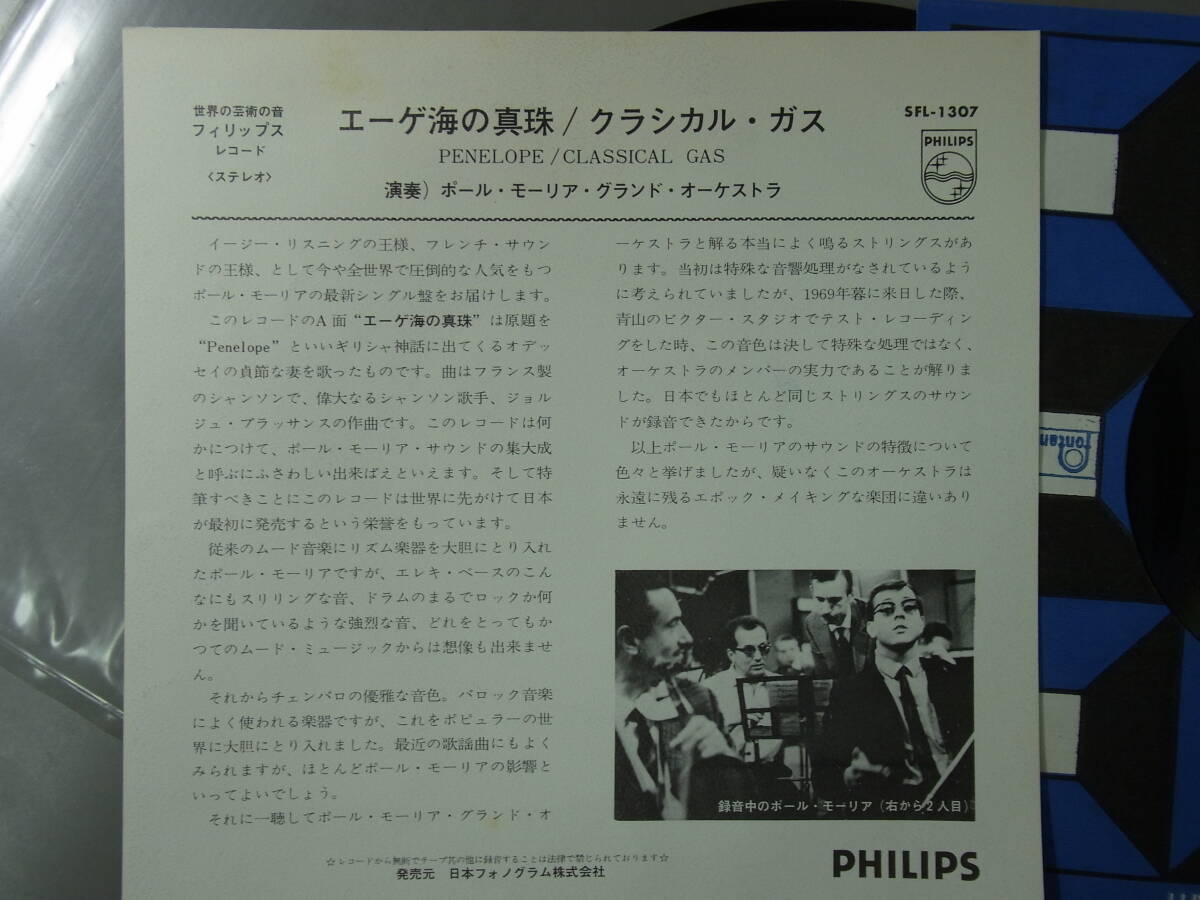 世界の芸術の音
フィリップス
レコード
〈ステレオ〉
エーゲ海の真珠/クラシカル・ガス
PENELOPE/CLASSICAL GAS
演奏）ポール・モーリア・グランド・オーケストラ
SFL-1307
PHILIPS
イージー・リスニングの王様、フレンチ・サウン
ドの王様、として今や全世界で圧倒的な人気をもつ
ポール・モーリアの最新シングル盤をお届けします。
このレコードのA面“エーゲ海の真珠”は原題を
“Penelope”といいギリシャ神話に出てくるオデッ
セイの貞節な妻を歌ったものです。曲はフランス製
のシャンソンで、偉大なるシャンソン歌手、ジョル
ジュ・ブラッサンスの作曲です。このレコードは何
かにつけて、ポール・モーリア・サウンドの集大成
と呼ぶにふさわしい出来ばえといえます。そして特
筆すべきことにこのレコードは世界に先がけて日本
が最初に発売するという栄誉をもっています。
従来のムード音楽にリズム楽器を大胆にとり入れ
たポール・モーリアですが、エレキ・ベースのこん
なにもスリリングな音、ドラムのまるでロックか何
かを聞いているような強烈な音、どれをとってもか
つてのムード・ミュージックからは想像も出来ませ
ん。
それからチェンバロの優雅な音色。バロック音楽
によく使われる楽器ですが、これをポピュラーの世
界に大胆にとり入れました。最近の歌謡曲にもよく
みられますが、ほとんどポール・モーリアの影響と
いってよいでしょう。
それに一聴してポール・モーリア・グランド・オ
ーケストラと解る本当によく鳴るストリングスがあ
ります。当初は特殊な音響処理がなされているよう
に考えられていましたが、1969年暮に来日した際、
青山のビクター・スタジオでテスト・レコーディン
グをした時、この音色は決して特殊な処理ではなく、
オーケストラのメンバーの実力であることが解りま
した。日本でもほとんど同じストリングスのサウン
ドが録音できたからです。
以上ポール・モーリアのサウンドの特徴について
色々と挙げましたが、疑いなくこのオーケストラは
永遠に残るエポック・メイキングな楽団に違いあり
ません。
録音中のポール・モーリア（右から2人目）
☆レコードから無断でテープ其の他に録音することは法律で禁じられております☆
発売元 日本フォノグラム株式会社
PHILIPS
fontan